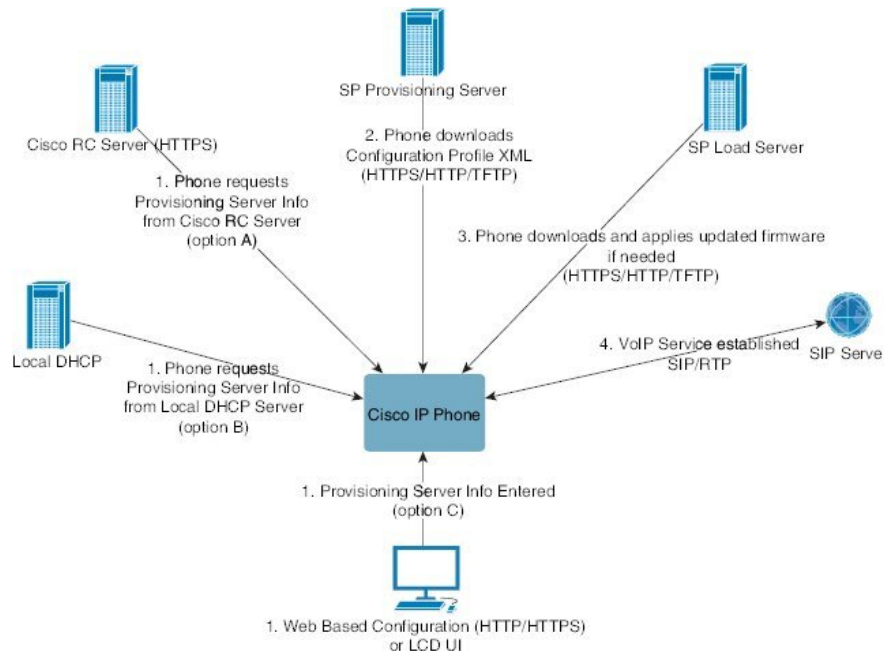 SP Provisioning Server
Cisco RC Server (HTTPS)
SP Load Server
2. Phone downloads
Configuration Profile XML
(HTTPS/HTTP/TFTP)
1. Phone requests
Provisioning Server Info
from Cisco RC Server
(option A)
3. Phone downloads and applies updated firmware
if needed
(HTTPS/HTTP/TFTP)
Local DHCP
1. Phone requests
Provisioning Server Info
from Local DHCP Server
(option B)
4. VoIP Service established
SIP/RTP
SIP Serve
Cisco IP Phone
1. Provisioning Server Info Entered
(option C)
1. Web Based Configuration (HTTP/HTTPS)
or LCD UI